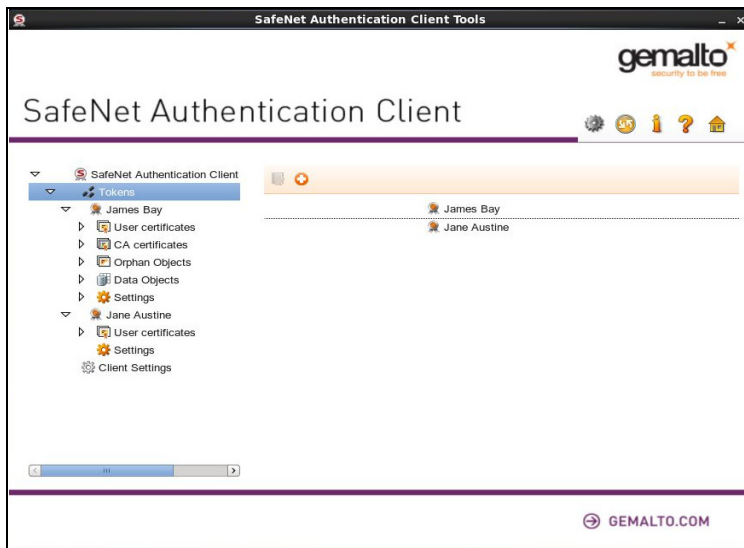 SafeNet Authentication Client Tools
gemalto
security to be free
SafeNet Authentication Client
SafeNet Authentication Client
Tokens
James Bay
User certificates
CA certificates
Orphan Objects
Data Objects
Settings
Jane Austine
User certificates
Settings
Client Settings
James Bay
Jane Austine
GEMALTO.COM